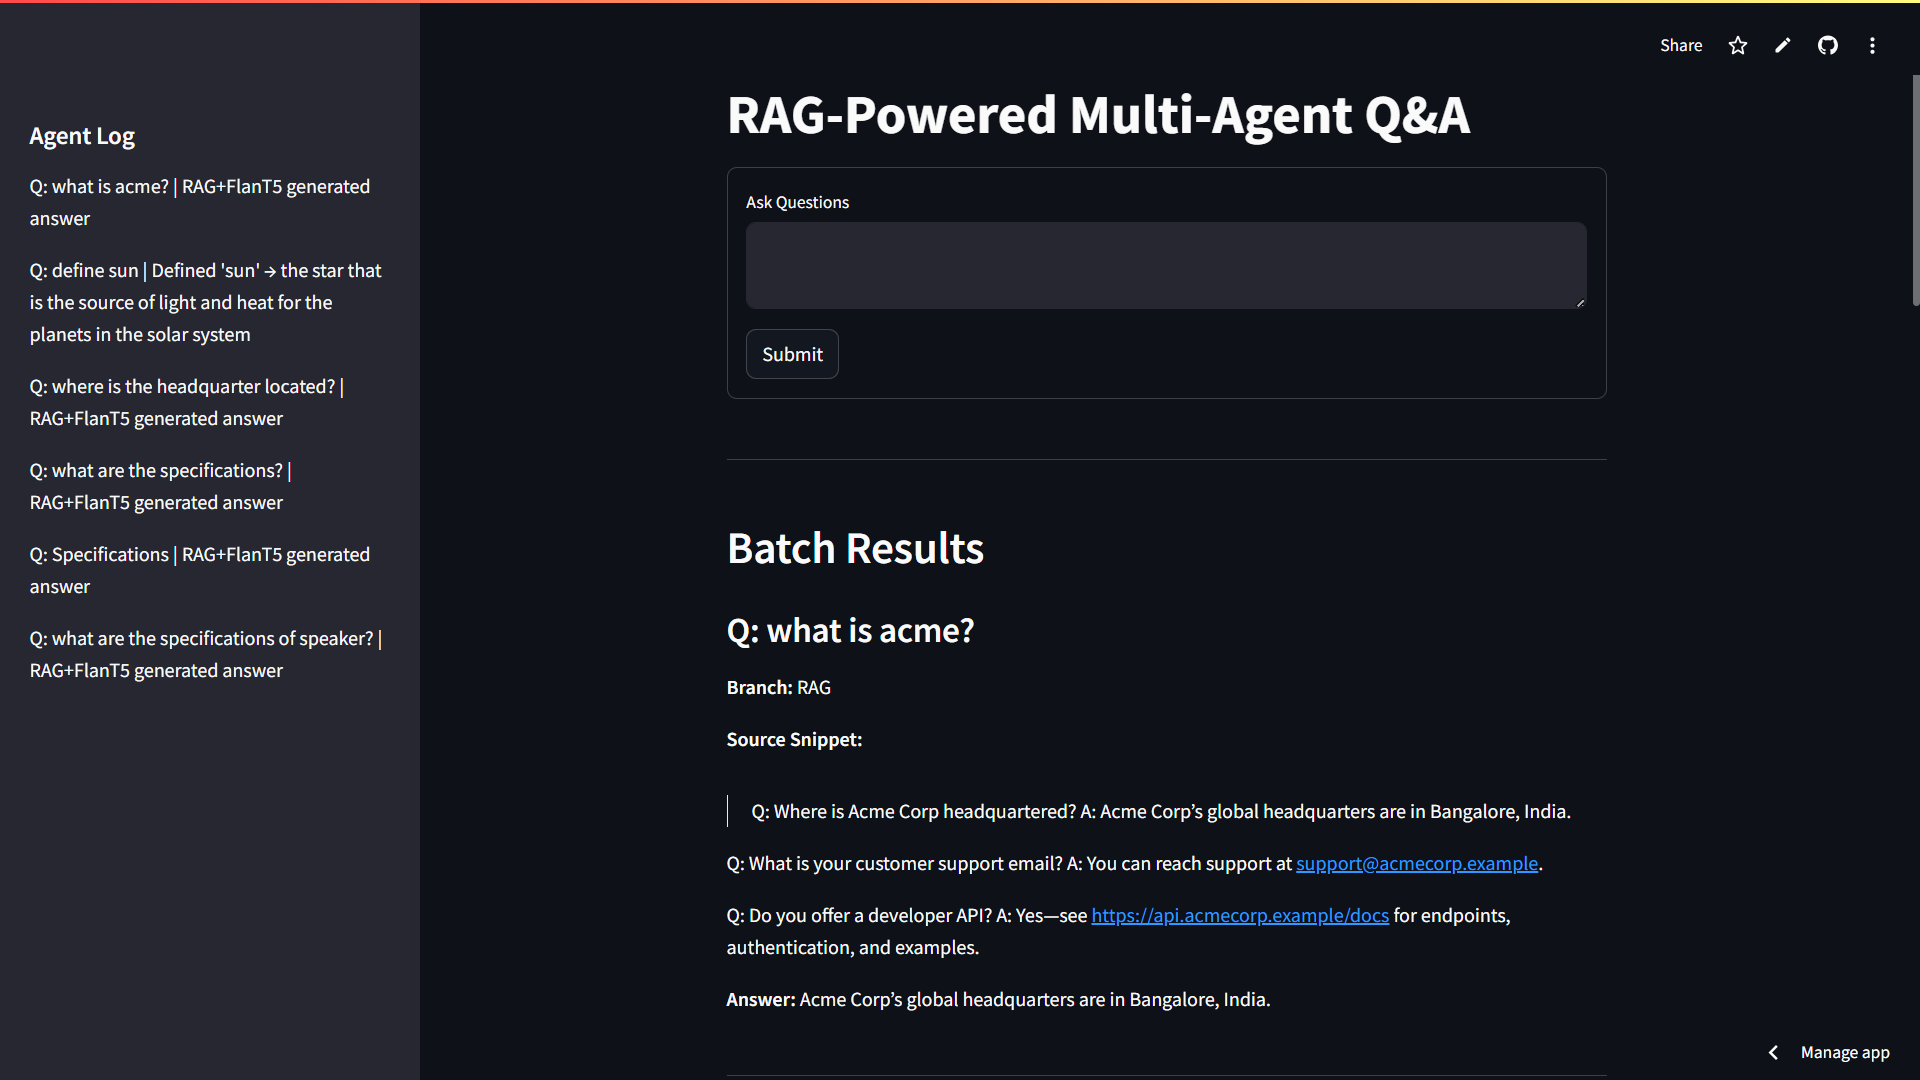 Share
Agent Log
Q: what is acme? | RAG+FlanT5 generated
answer
Q: define sun | Defined 'sun' → the star that
is the source of light and heat for the
planets in the solar system
Q: where is the headquarter located? |
RAG+FlanT5 generated answer
Q: what are the specifications? |
RAG+FlanT5 generated answer
Q: Specifications | RAG+FlanT5 generated
answer
Q: what are the specifications of speaker? |
RAG+FlanT5 generated answer
RAG-Powered Multi-Agent Q&A
Ask Questions
Submit
Batch Results
Q: what is acme?
Branch: RAG
Source Snippet:
Q: Where is Acme Corp headquartered? A: Acme Corp’s global headquarters are in Bangalore, India.
Q: What is your customer support email? A: You can reach support at support@acmecorp.example.
Q: Do you offer a developer API? A: Yes—see https://api.acmecorp.example/docs for endpoints,
authentication, and examples.
Answer: Acme Corp’s global headquarters are in Bangalore, India.
Manage app